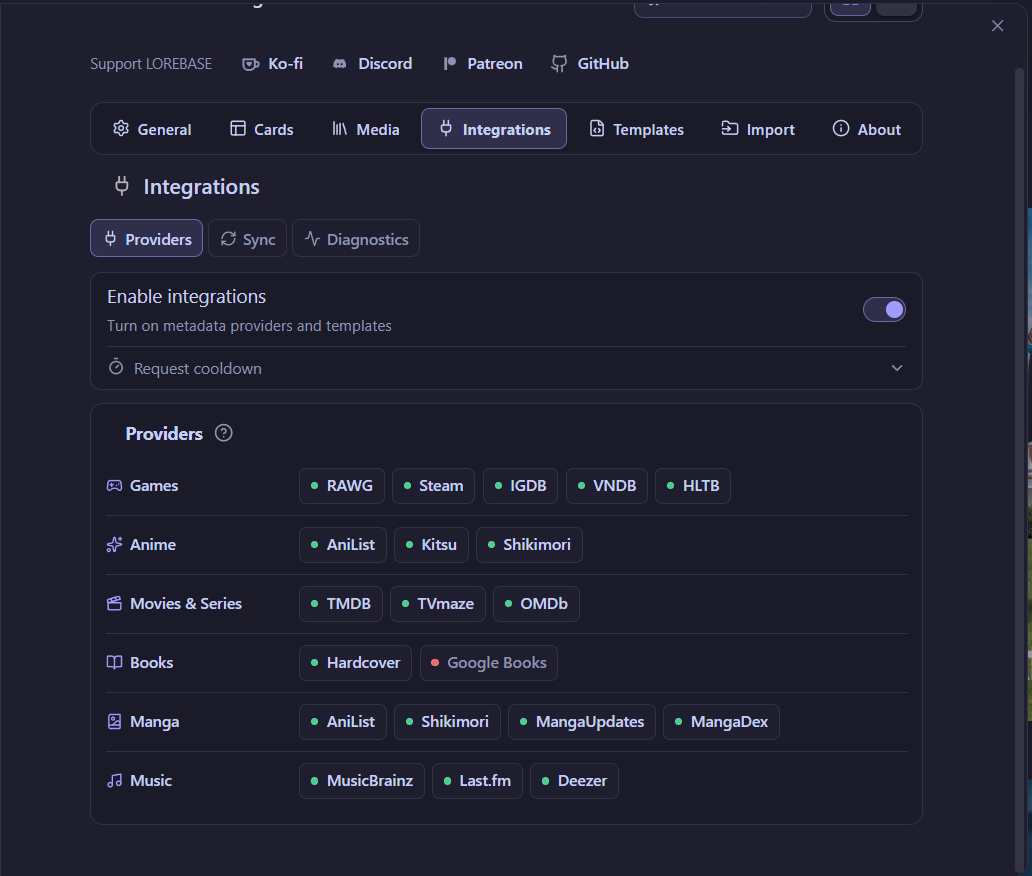 Support LOREBASE Ko-fi Discord Patreon GitHub
General Cards Media Integrations Templates Import About
Integrations
Providers Sync Diagnostics
Enable integrations
Turn on metadata providers and templates
Request cooldown
Providers
Games RAWG Steam IGDB VNDB HLTB
Anime AniList Kitsu Shikimori
Movies & Series TMDB TVmaze OMDb
Books Hardcover Google Books
Manga AniList Shikimori MangaUpdates MangaDex
Music MusicBrainz Last.fm Deezer